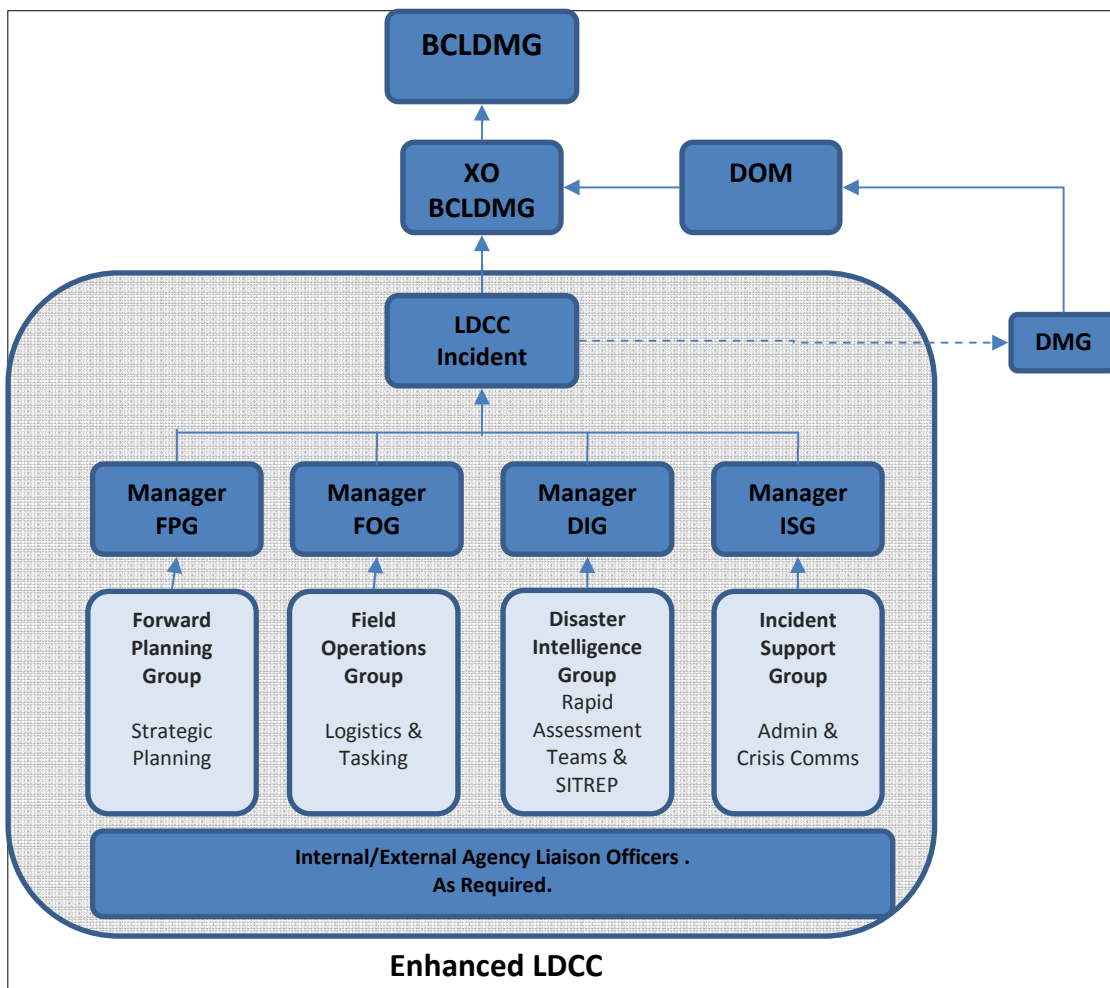 BCLDMG
XO
BCLDMG
DOM
LDCC
Incident
DMG
Manager
FPG
Manager
FOG
Manager
DIG
Manager
ISG
Forward
Planning
Group
Strategic
Planning
Field
Operations
Group
Logistics &
Tasking
Disaster
Intelligence
Group
Rapid
Assessment
Teams &
SITREP
Incident
Support
Group
Admin &
Crisis Comms
Internal/External Agency Liaison Officers .
As Required.
Enhanced LDCC